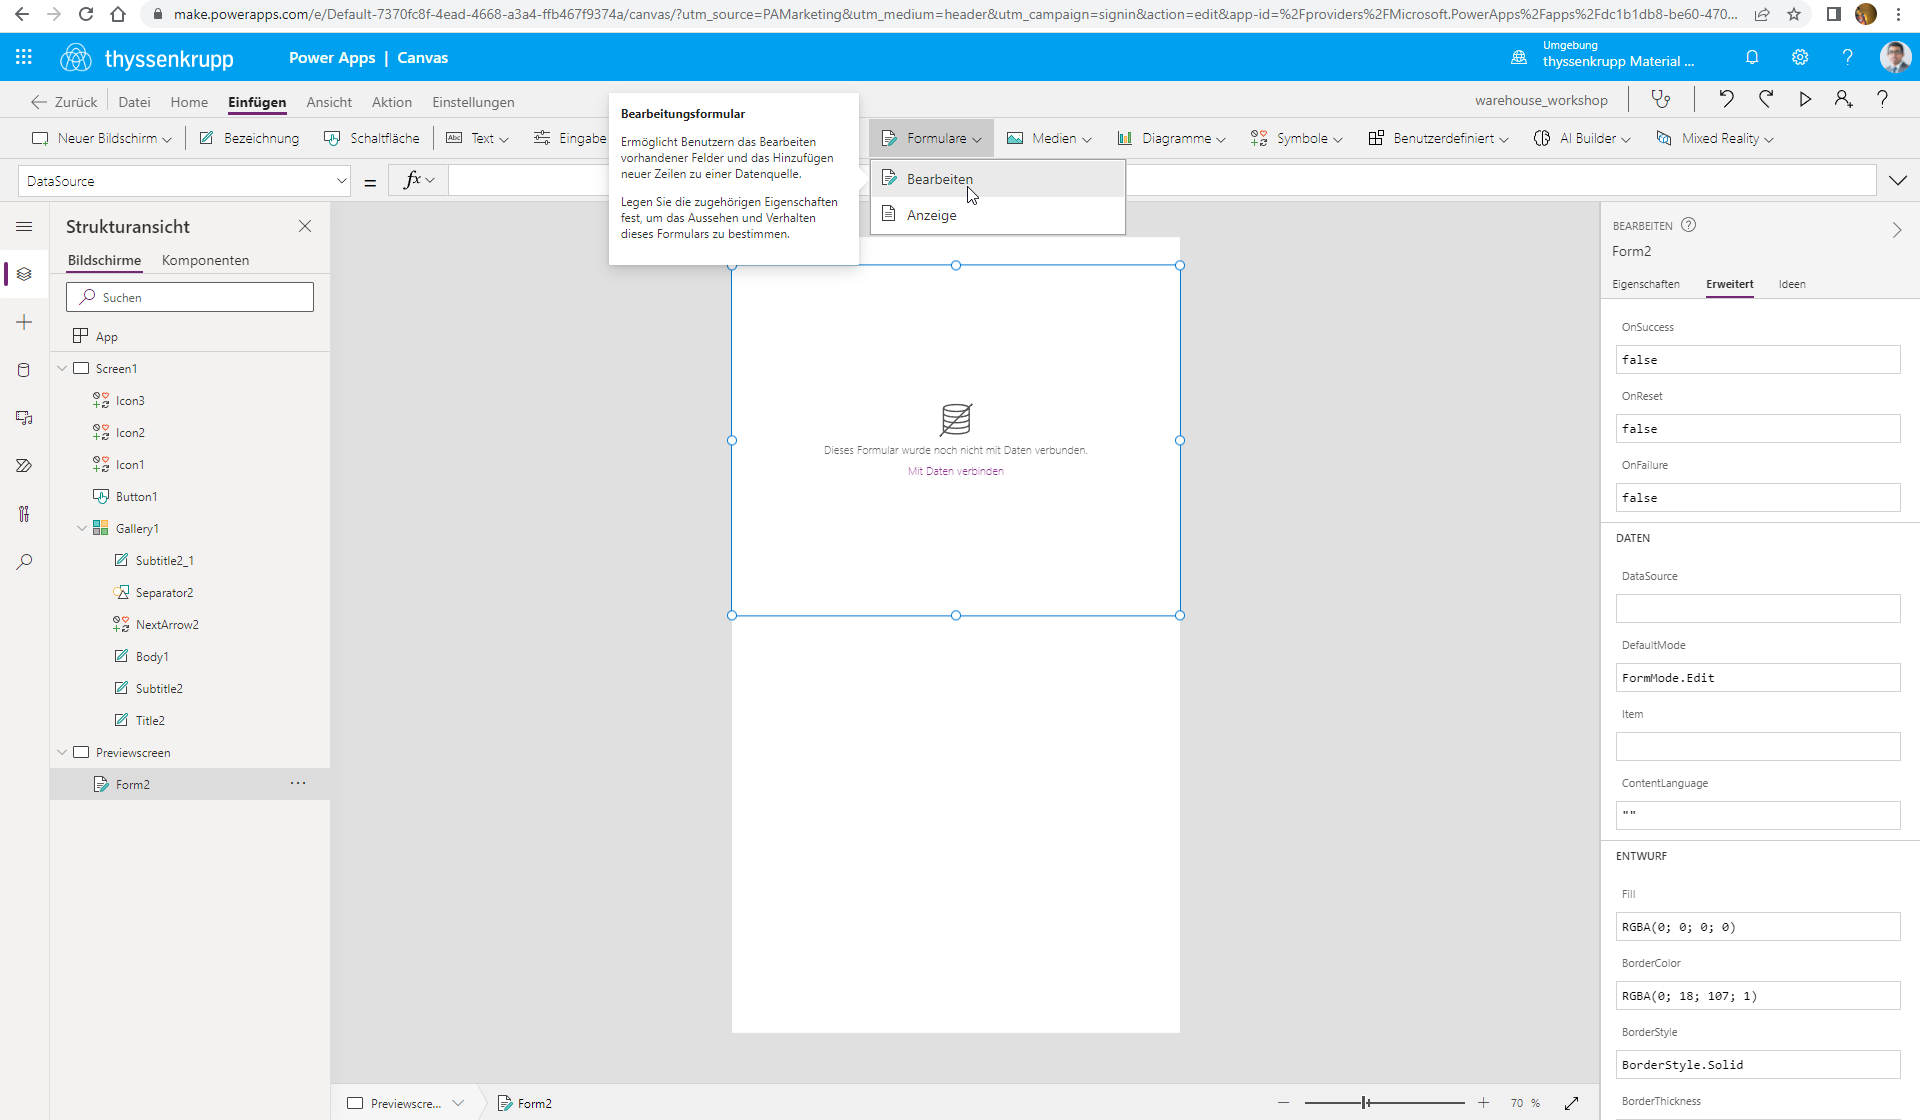 make.powerapps.com/e/Default-7370fc8f-4ead-4668-a3a4-ffb467f9374a/canvas/?utm_source=PAMarketing&utm_medium=header&utm_campaign=signin&action=edit&app-id=%2Fproviders%2FMicrosoft.PowerApps%2Fapps%2Fdc1b1db8-be60-470...
thyssenkrupp
Power Apps | Canvas
Umgebung
thyssenkrupp Material ...
Zurück
Datei
Home
Einfügen
Ansicht
Aktion
Einstellungen
warehouse_workshop
Neuer Bildschirm
Bezeichnung
Schaltfläche
Abc
Text
Eingabe
Formulare
Medien
Diagramme
Symbole
Benutzerdefiniert
AI Builder
Mixed Reality
Bearbeitungsformular
Ermöglicht Benutzern das Bearbeiten
vorhandener Felder und das Hinzufügen
neuer Zeilen zu einer Datenquelle.
Legen Sie die zugehörigen Eigenschaften
fest, um das Aussehen und Verhalten
dieses Formulars zu bestimmen.
Bearbeiten
Anzeige
DataSource
=
fx
Strukturansicht
Bildschirme
Komponenten
Suchen
App
Screen1
Icon3
Icon2
Icon1
Button1
Gallery1
Subtitle2_1
Separator2
NextArrow2
Body1
Subtitle2
Title2
Previewscreen
Form2
...
Dieses Formular wurde noch nicht mit Daten verbunden.
Mit Daten verbinden
BEARBEITEN
Form2
Eigenschaften
Erweitert
Ideen
OnSuccess
false
OnReset
false
OnFailure
false
DATEN
DataSource
DefaultMode
FormMode.Edit
Item
ContentLanguage
""
ENTWURF
Fill
RGBA(0; 0; 0; 0)
BorderColor
RGBA(0; 18; 107; 1)
BorderStyle
BorderStyle.Solid
BorderThickness
Previewscre...
Form2
70 %